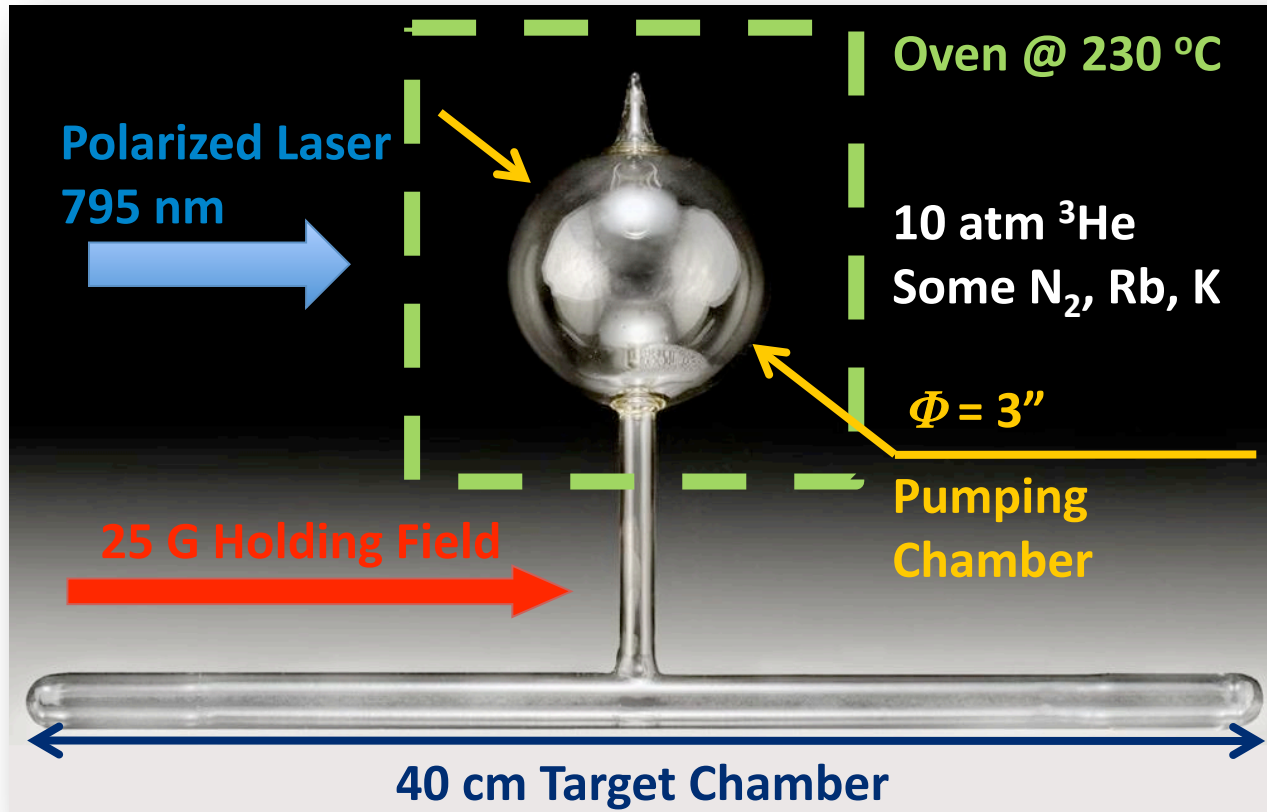 Oven @ 230 °C
Polarized Laser
795 nm
10 atm ³He
Some N₂, Rb, K
Φ = 3”
Pumping
Chamber
25 G Holding Field
40 cm Target Chamber